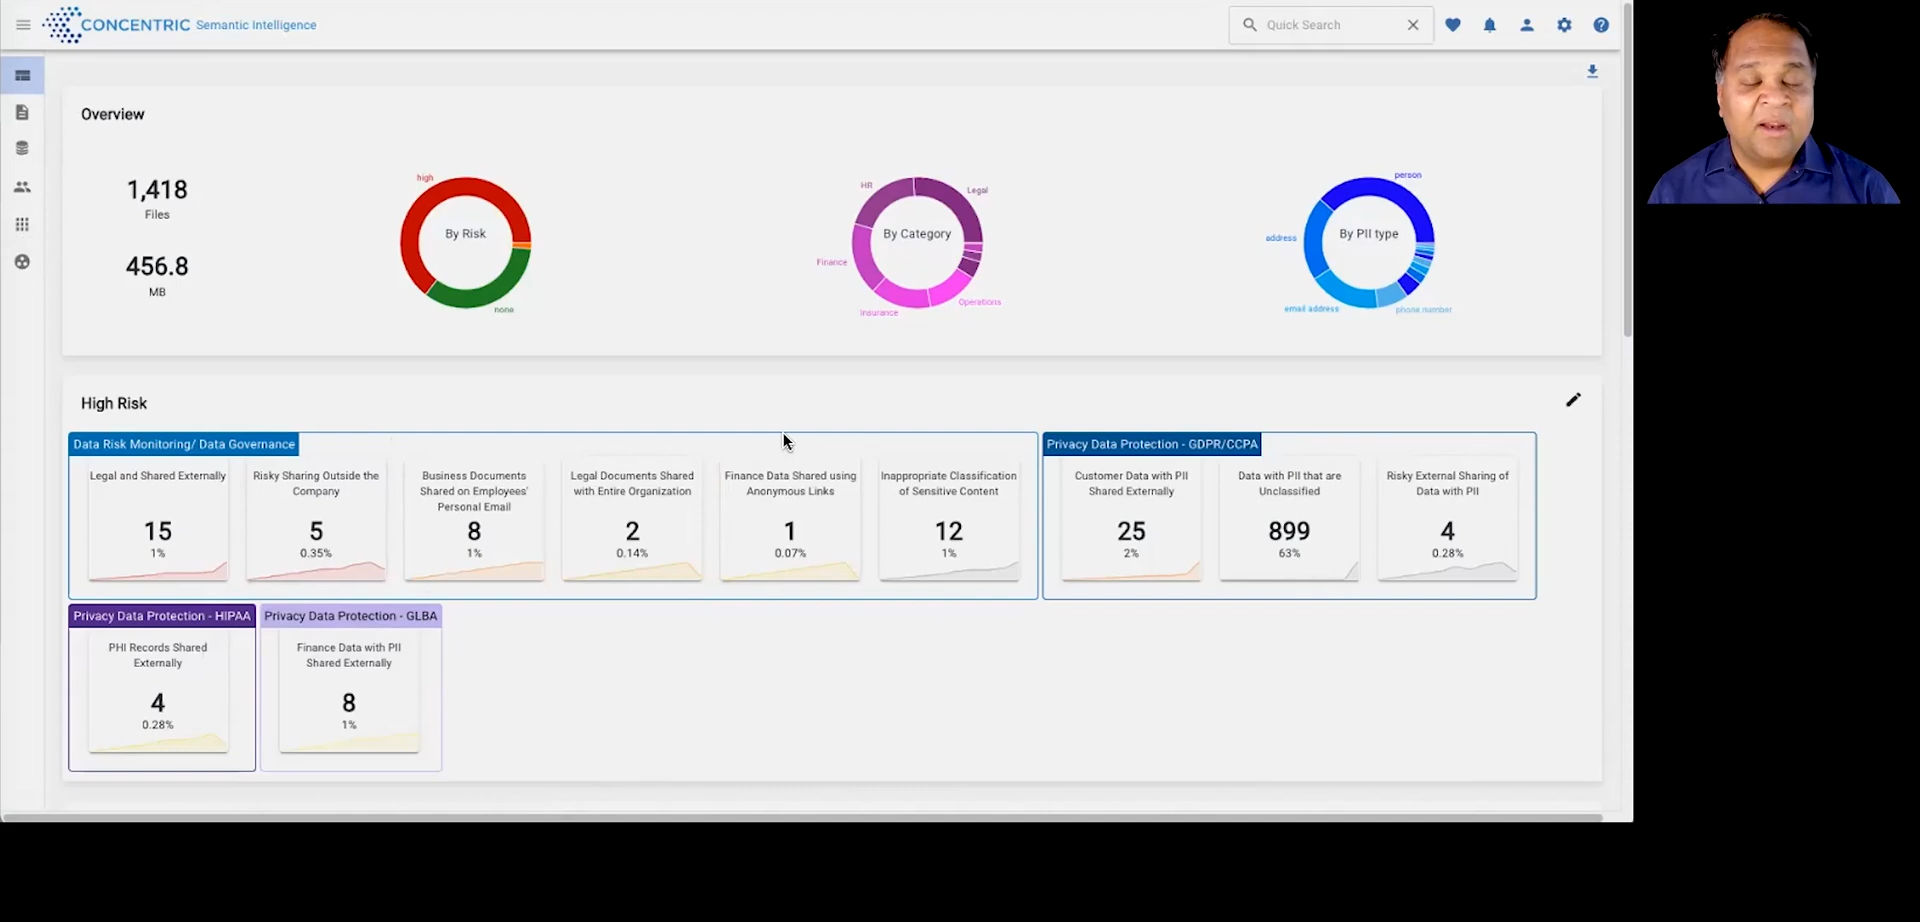 CONCENTRIC Semantic Intelligence
Quick Search
Overview
1,418
Files
456.8
MB
high
By Risk
none
HR
Legal
By Category
Finance
Operations
Insurance
person
address
By PII type
email address
phone number
High Risk
Data Risk Monitoring/ Data Governance
Legal and Shared Externally
15
1%
Risky Sharing Outside the
Company
5
0.35%
Business Documents
Shared on Employees'
Personal Email
8
1%
Legal Documents Shared
with Entire Organization
2
0.14%
Finance Data Shared using
Anonymous Links
1
0.07%
Inappropriate Classification
of Sensitive Content
12
1%
Privacy Data Protection - GDPR/CCPA
Customer Data with PII
Shared Externally
25
2%
Data with PII that are
Unclassified
899
63%
Risky External Sharing of
Data with PII
4
0.28%
Privacy Data Protection - HIPAA
PHI Records Shared
Externally
4
0.28%
Privacy Data Protection - GLBA
Finance Data with PII
Shared Externally
8
1%